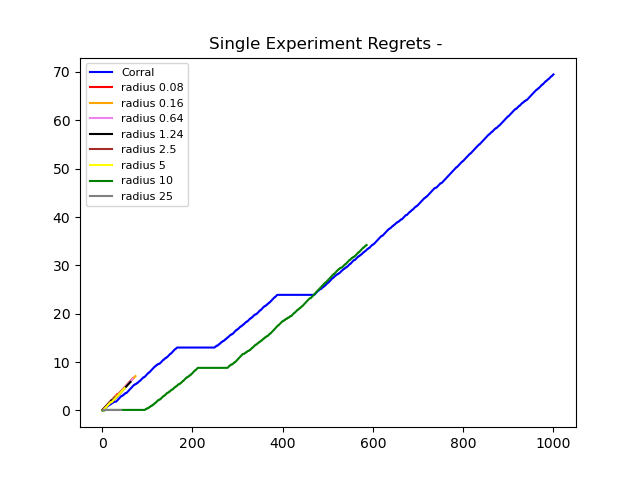 Single Experiment Regrets -
Corral
radius 0.08
radius 0.16
radius 0.64
radius 1.24
radius 2.5
radius 5
radius 10
radius 25
70
60
50
40
30
20
10
0
0 200 400 600 800 1000